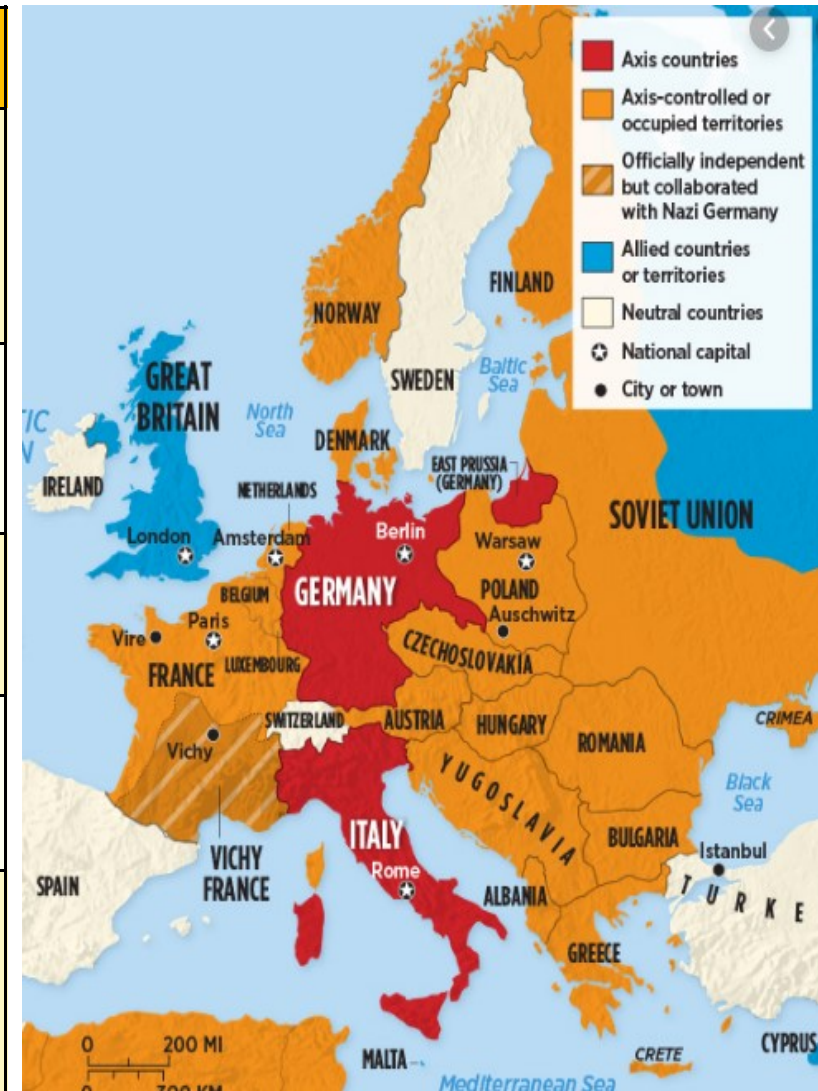 Axis countries
Axis-controlled or
occupied territories
Officially independent
but collaborated
with Nazi Germany
Allied countries
or territories
Neutral countries
National capital
City or town
FINLAND
NORWAY
SWEDEN
Baltic
Sea
GREAT
BRITAIN
North
Sea
DENMARK
IRELAND
NETHERLANDS
EAST PRUSSIA
(GERMANY)
SOVIET UNION
London
Amsterdam
Berlin
Warsaw
BELGIUM
GERMANY
POLAND
Auschwitz
Vire
Paris
CZECHOSLOVAKIA
FRANCE
LUXEMBOURG
SWITZERLAND
AUSTRIA
HUNGARY
CRIMEA
Vichy
ROMANIA
YUGOSLAVIA
Black
Sea
ITALY
BULGARIA
Istanbul
VICHY
FRANCE
Rome
SPAIN
ALBANIA
TURKE
GREECE
0 200 MI
0 300 KM
MALTA
CRETE
CYPRUS
Mediterranean Sea